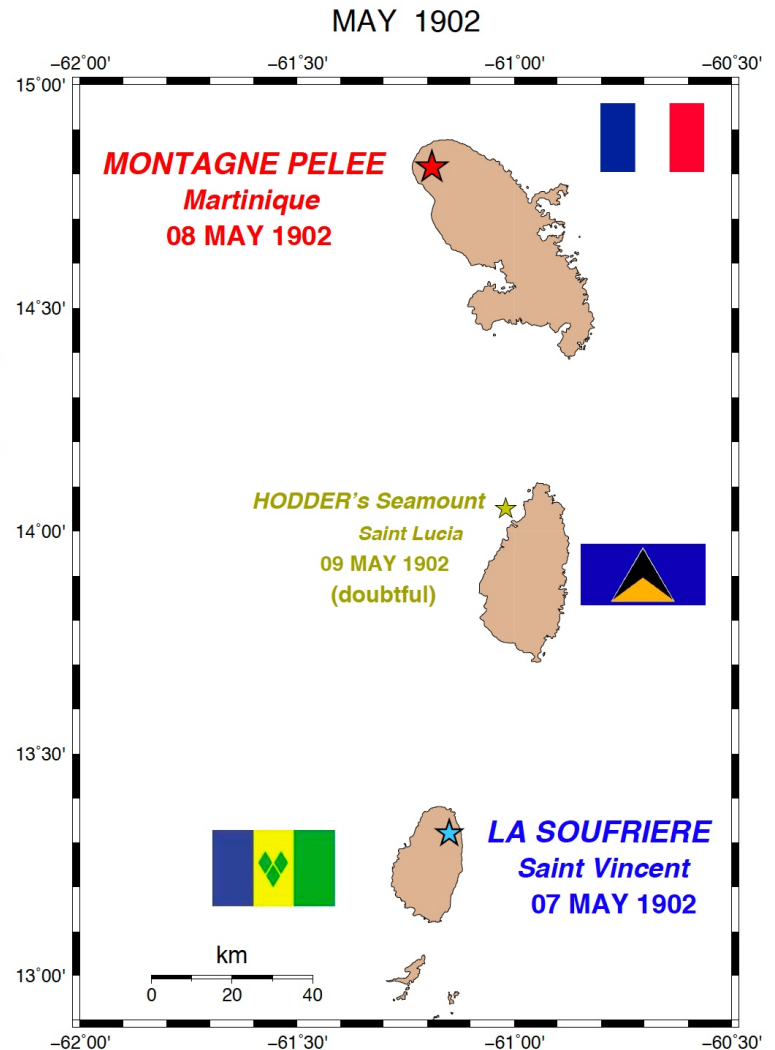 MAY 1902
−62˚00' −61˚30' −61˚00' −60˚30'
15˚00'
MONTAGNE PELEE
Martinique
08 MAY 1902
14˚30'
HODDER's Seamount
Saint Lucia
09 MAY 1902
(doubtful)
14˚00'
13˚30'
LA SOUFRIERE
Saint Vincent
07 MAY 1902
km
0 20 40
13˚00'
−62˚00' −61˚30' −61˚00' −60˚30'